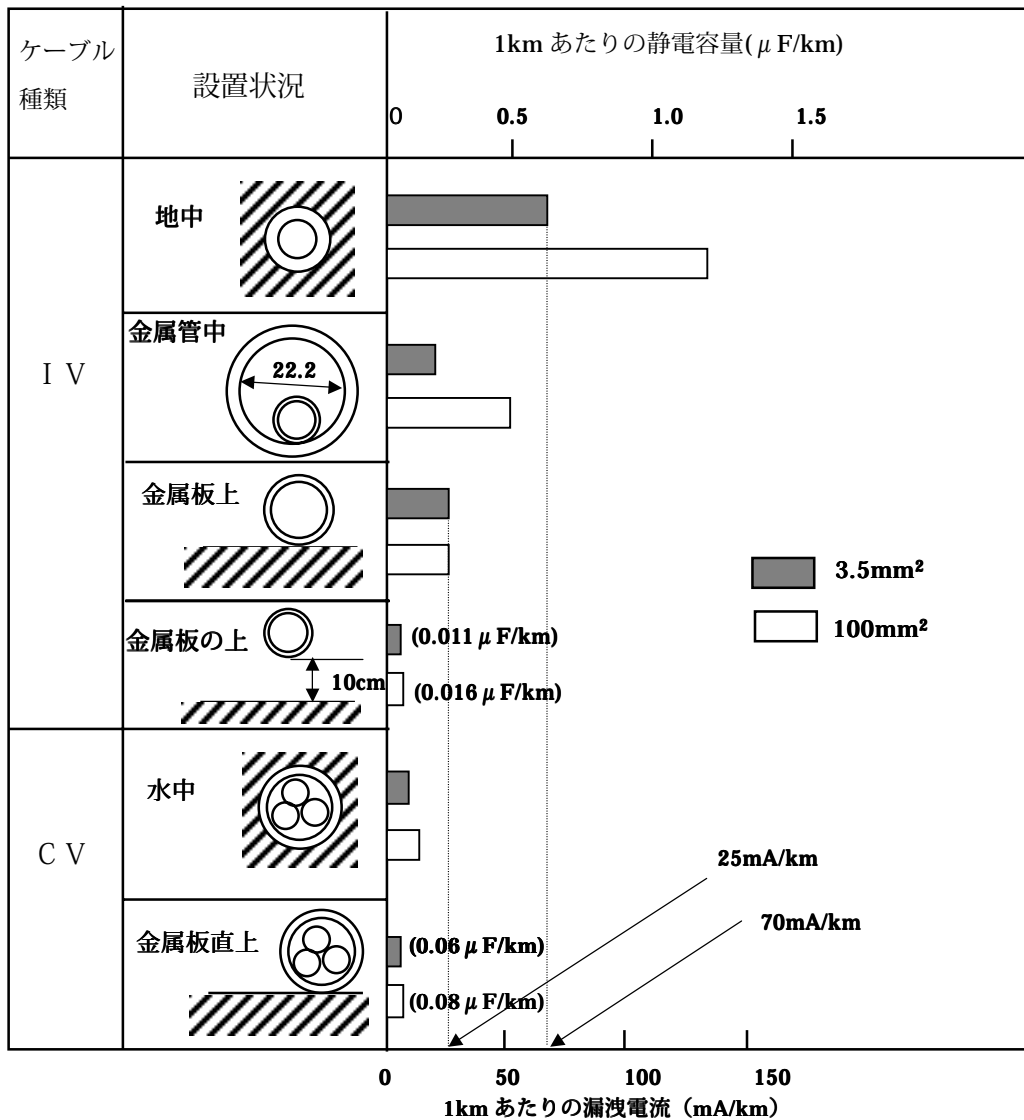 ケーブル
種類
設置状況
1km あたりの静電容量(μF/km)
0 0.5 1.0 1.5
ⅠⅤ
地中
金属管中
22.2
金属板上
3.5mm²
100mm²
金属板の上
10cm
(0.011μF/km)
(0.016μF/km)
ＣⅤ
水中
25mA/km
70mA/km
金属板直上
(0.06μF/km)
(0.08μF/km)
0 50 100 150
1km あたりの漏洩電流（mA/km）